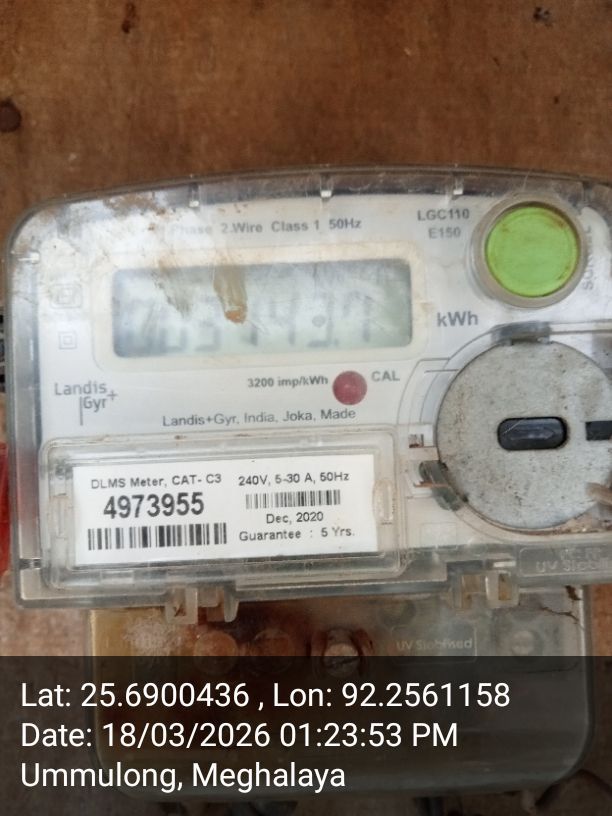 Phase 2.Wire Class 1 50Hz
LGC110
E150
kWh
3200 imp/kWh
CAL
Landis
Gyr+
Landis+Gyr, India, Joka, Made
DLMS Meter, CAT- C3
4973955
240V, 5-30 A, 50Hz
Dec, 2020
Guarantee : 5 Yrs.
UV Stabilised
UV Stabilised
Lat: 25.6900436 , Lon: 92.2561158
Date: 18/03/2026 01:23:53 PM
Ummulong, Meghalaya